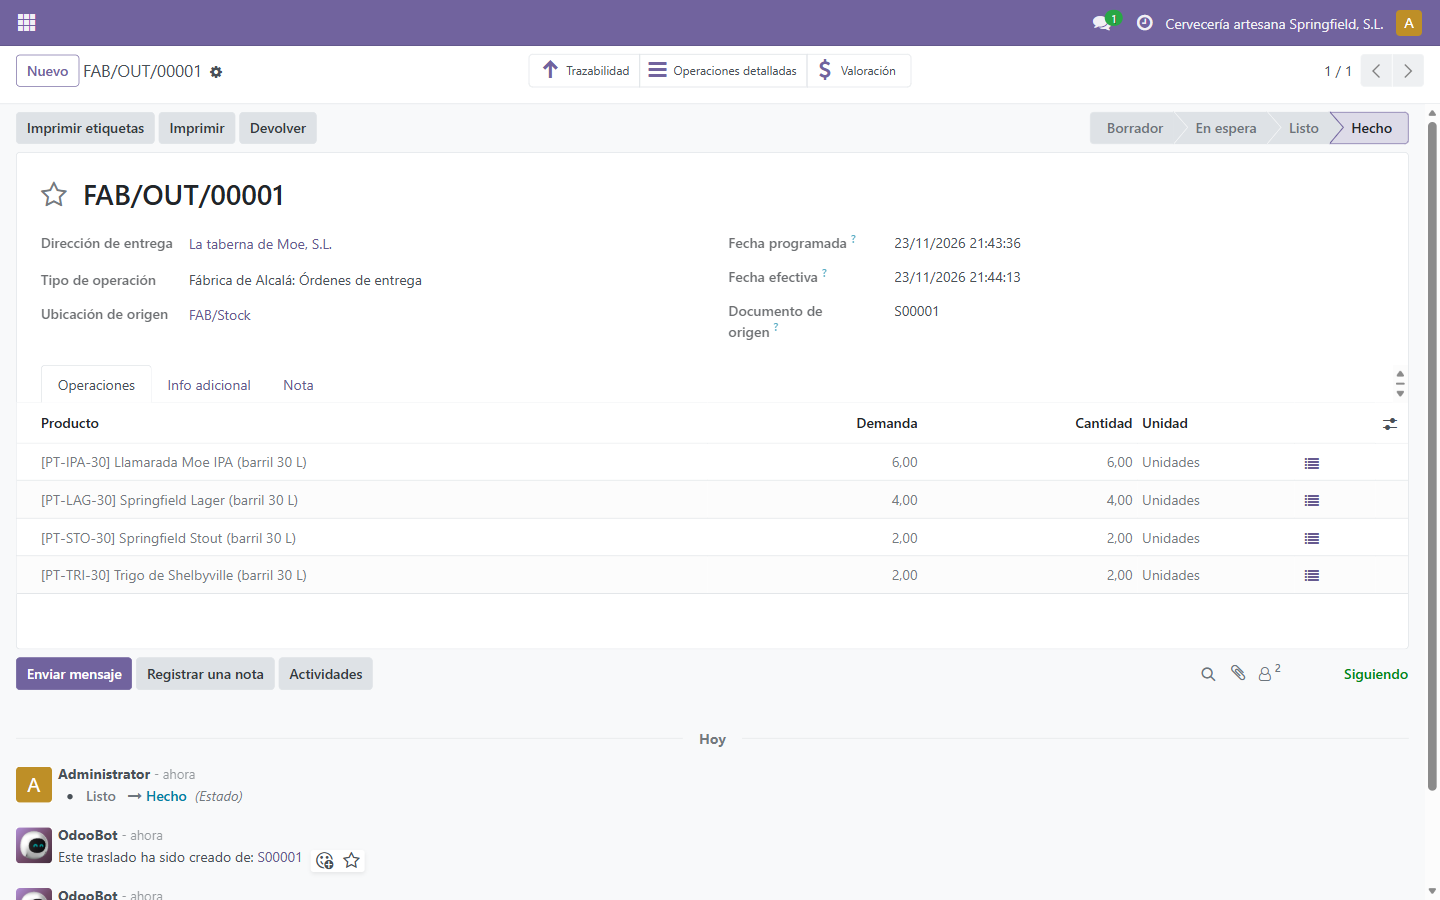 1
Cervecería artesana Springfield, S.L.
A
Nuevo
FAB/OUT/00001
Trazabilidad
Operaciones detalladas
Valoración
1 / 1
Imprimir etiquetas
Imprimir
Devolver
Borrador
En espera
Listo
Hecho
FAB/OUT/00001
Dirección de entrega
La taberna de Moe, S.L.
Tipo de operación
Fábrica de Alcalá: Órdenes de entrega
Ubicación de origen
FAB/Stock
Fecha programada ?
23/11/2026 21:43:36
Fecha efectiva ?
23/11/2026 21:44:13
Documento de origen ?
S00001
Operaciones
Info adicional
Nota
Producto Demanda Cantidad Unidad
[PT-IPA-30] Llamarada Moe IPA (barril 30 L) 6,00 6,00 Unidades
[PT-LAG-30] Springfield Lager (barril 30 L) 4,00 4,00 Unidades
[PT-STO-30] Springfield Stout (barril 30 L) 2,00 2,00 Unidades
[PT-TRI-30] Trigo de Shelbyville (barril 30 L) 2,00 2,00 Unidades
Enviar mensaje
Registrar una nota
Actividades
2
Siguiendo
Hoy
A
Administrator - ahora
• Listo → Hecho (Estado)
OdooBot - ahora
Este traslado ha sido creado de: S00001
OdooBot - ahora